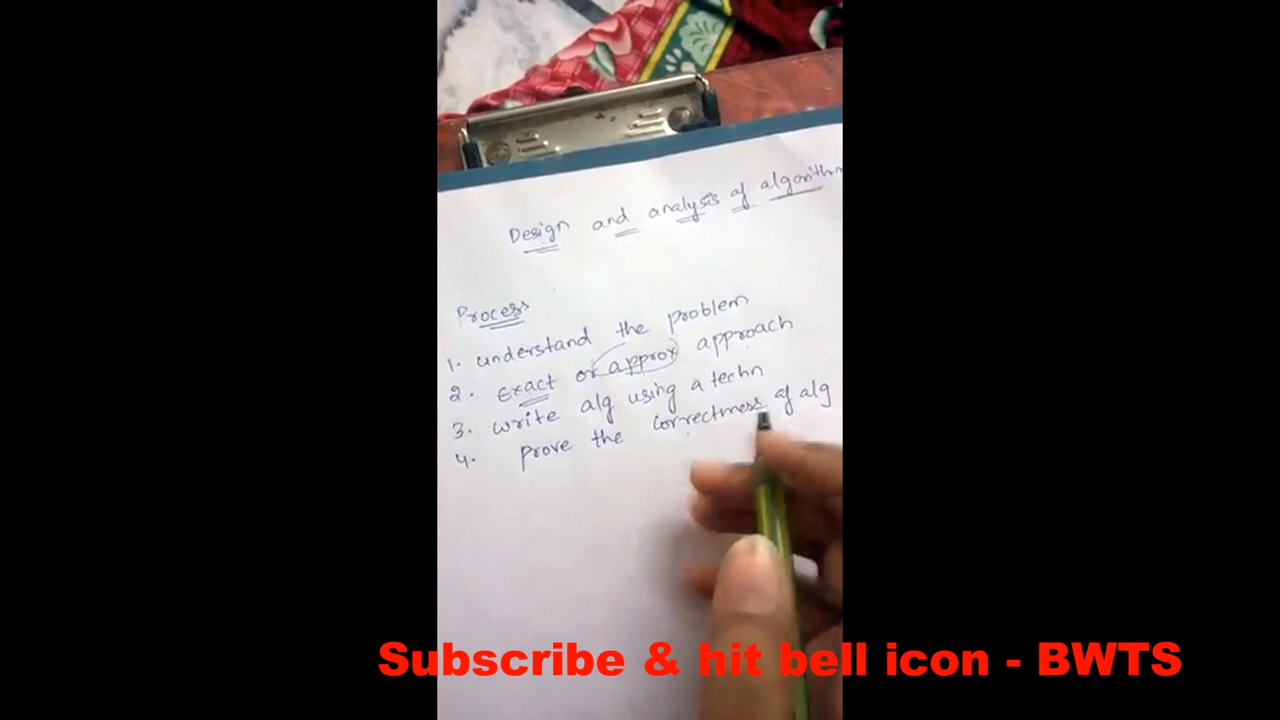 Design and analysis of algorithm
Process
1. understand the problem
2. Exact or approx approach
3. write alg using a techn
4. prove the correctness of alg
Subscribe & hit bell icon - BWTS